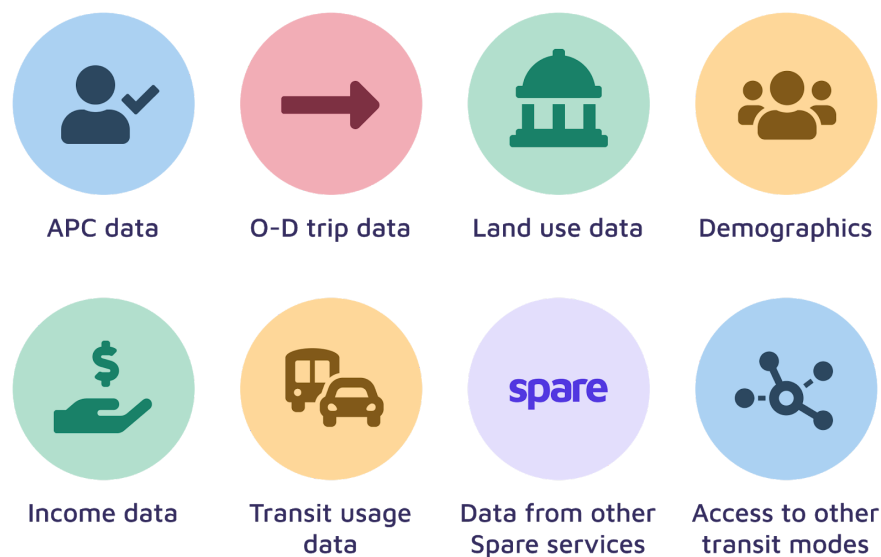 APC data
O-D trip data
Land use data
Demographics
$
spare
Income data
Transit usage
data
Data from other
Spare services
Access to other
transit modes